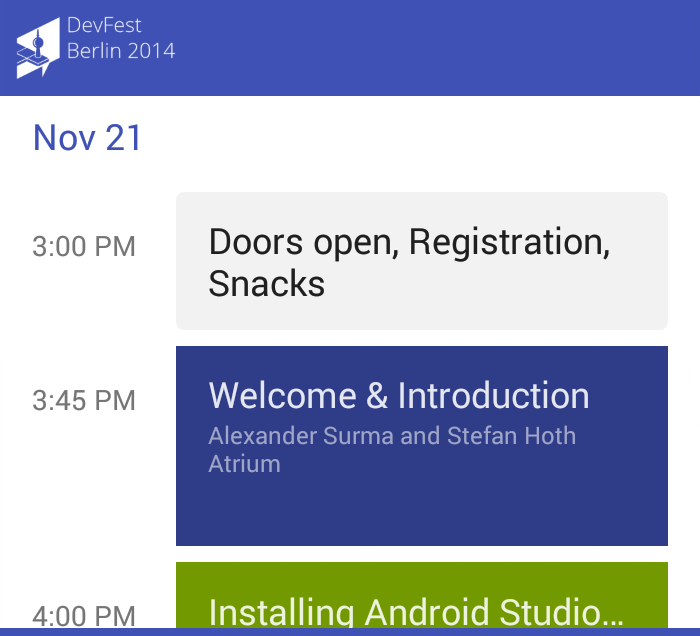 DevFest
Berlin 2014
Nov 21
3:00 PM
Doors open, Registration,
Snacks
3:45 PM
Welcome & Introduction
Alexander Surma and Stefan Hoth
Atrium
4:00 PM
Installing Android Studio...